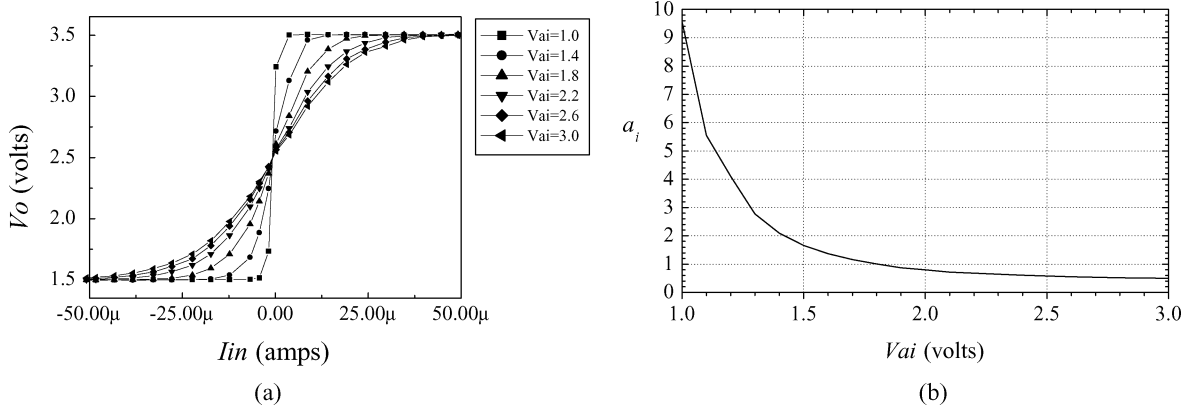 3.5
3.0
2.5
2.0
1.5
Vo (volts)
-50.00µ
-25.00µ
0.00
25.00µ
50.00µ
Iin (amps)
Vai=1.0
Vai=1.4
Vai=1.8
Vai=2.2
Vai=2.6
Vai=3.0
(a)
10
9
8
7
6
5
4
3
2
1
0
ai
1.0
1.5
2.0
2.5
3.0
Vai (volts)
(b)